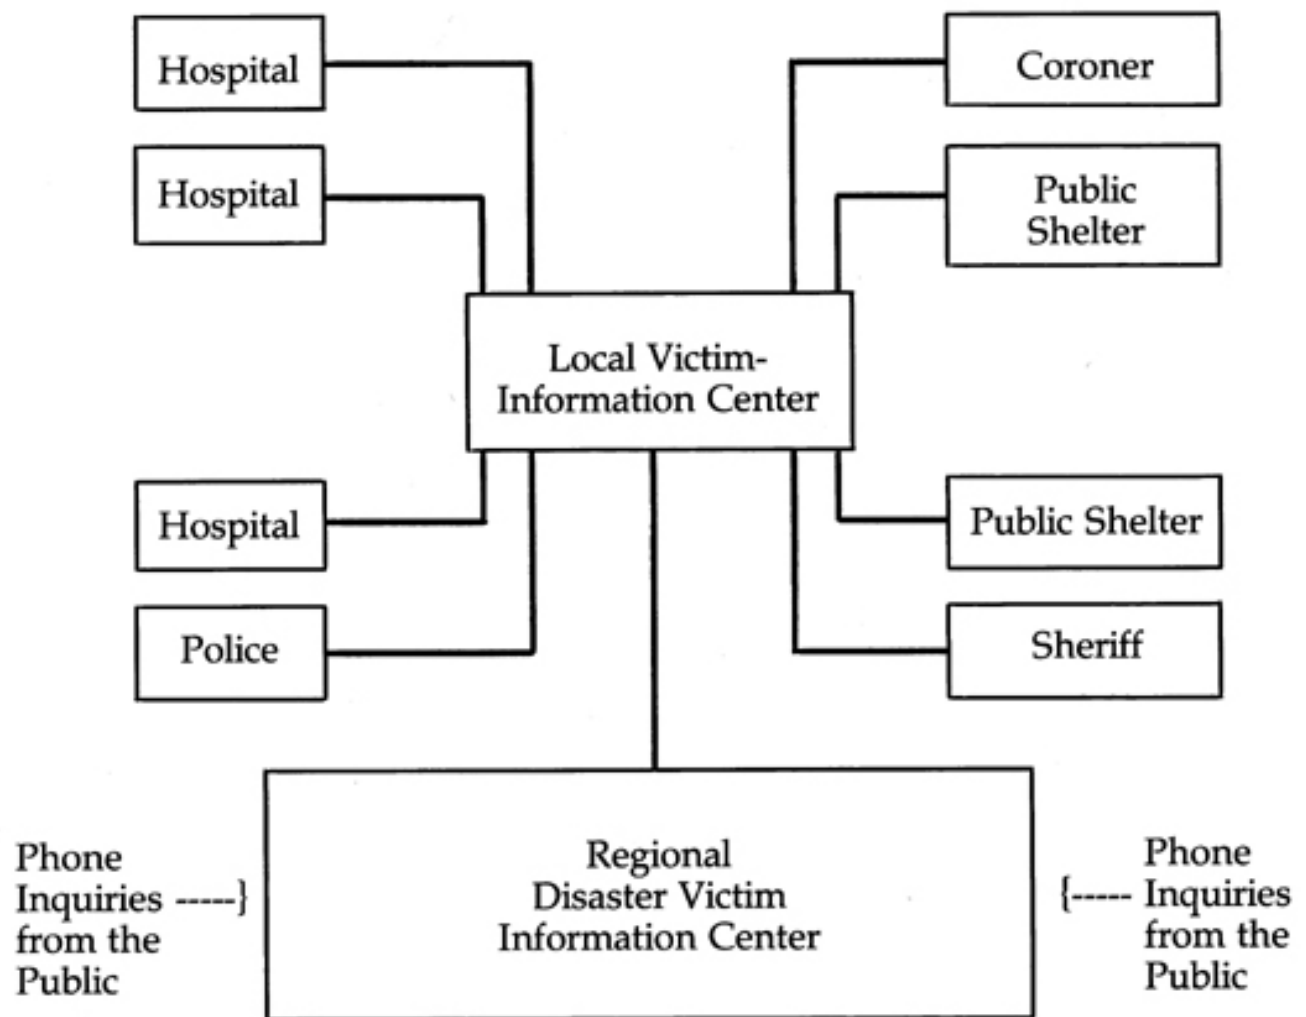 Hospital
Coroner
Hospital
Public
Shelter
Local Victim-
Information Center
Hospital
Public Shelter
Police
Sheriff
Phone
Inquiries -----}
from the
Public
Regional
Disaster Victim
Information Center
Phone
{----- Inquiries
from the
Public